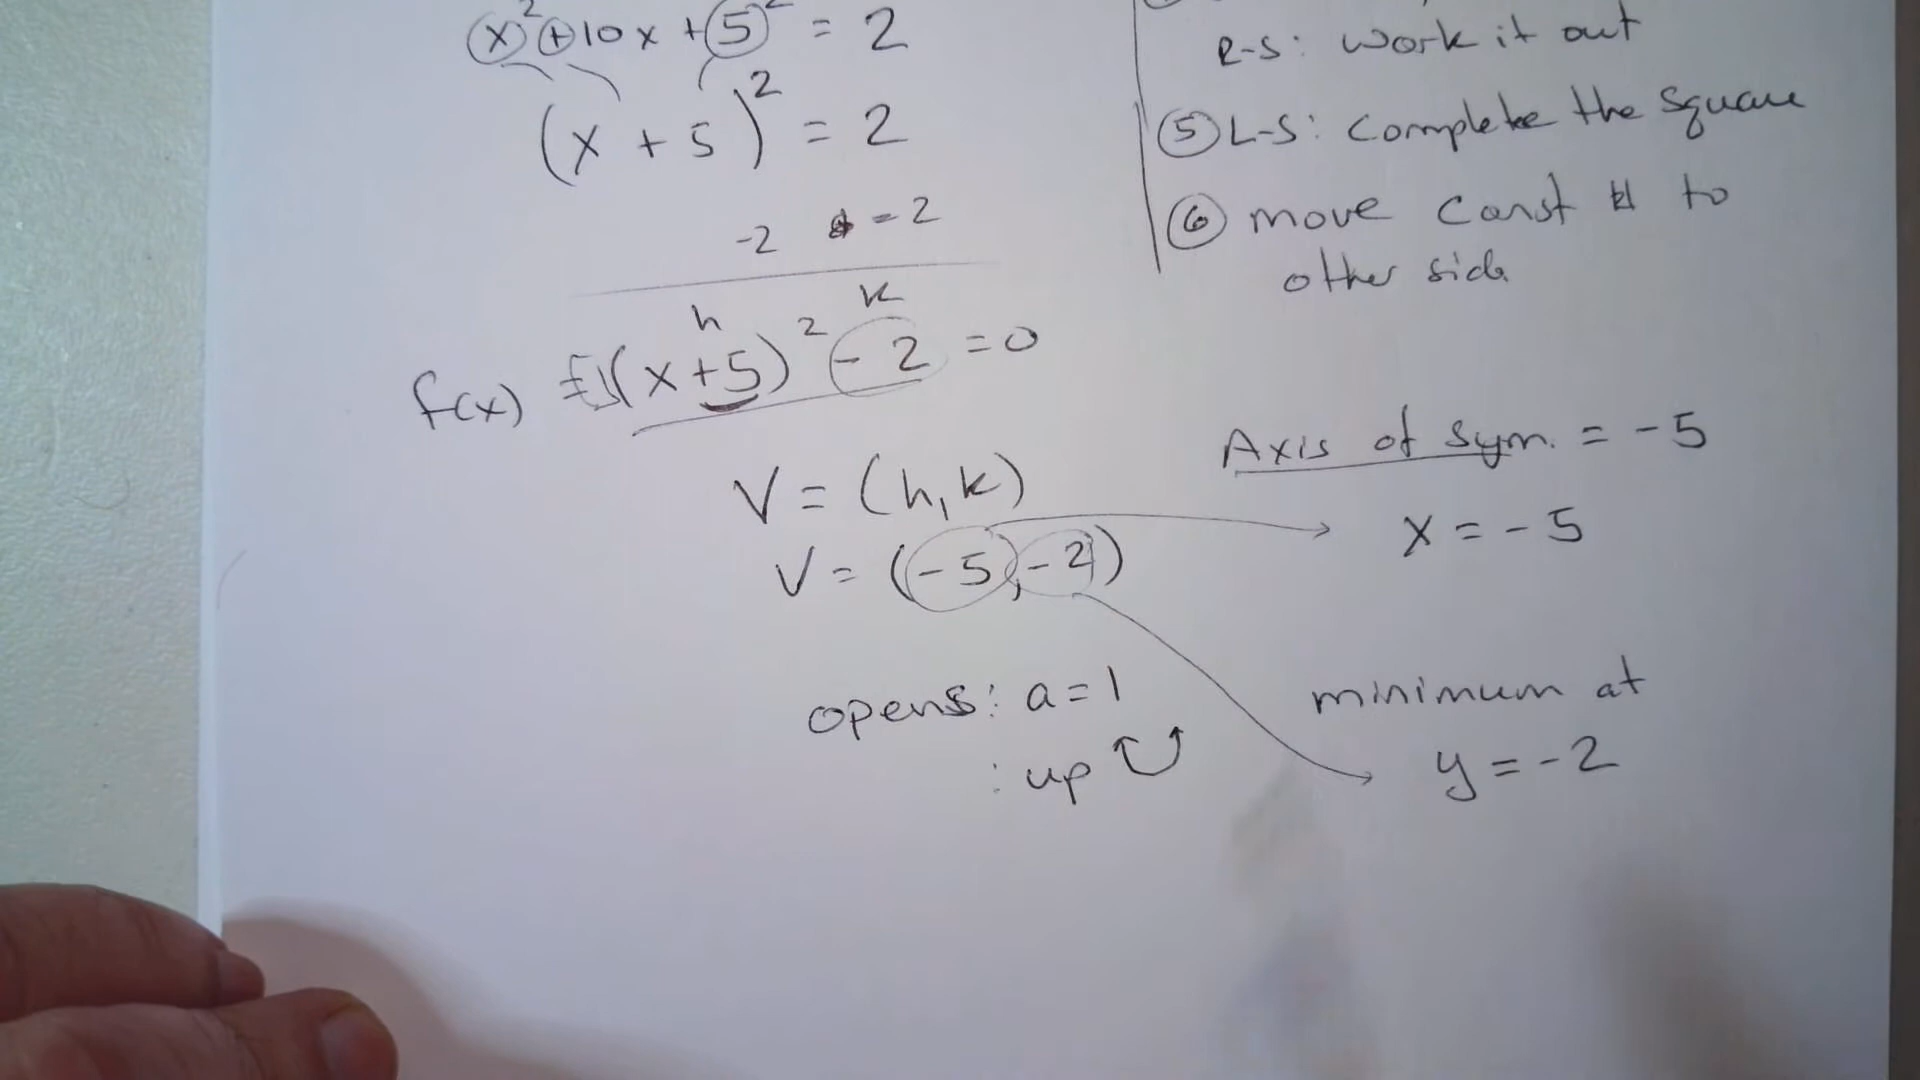 x² + 10x + 5² = 2
(x + 5)² = 2
-2 = -2
h k
f(x) = 1(x + 5)² - 2 = 0
V = (h, k)
V = (-5, -2)
opens: a = 1
: up
R-S: work it out
⑤ L-S: Complete the square
⑥ move const # to
other side
Axis of sym. = -5
x = -5
minimum at
y = -2